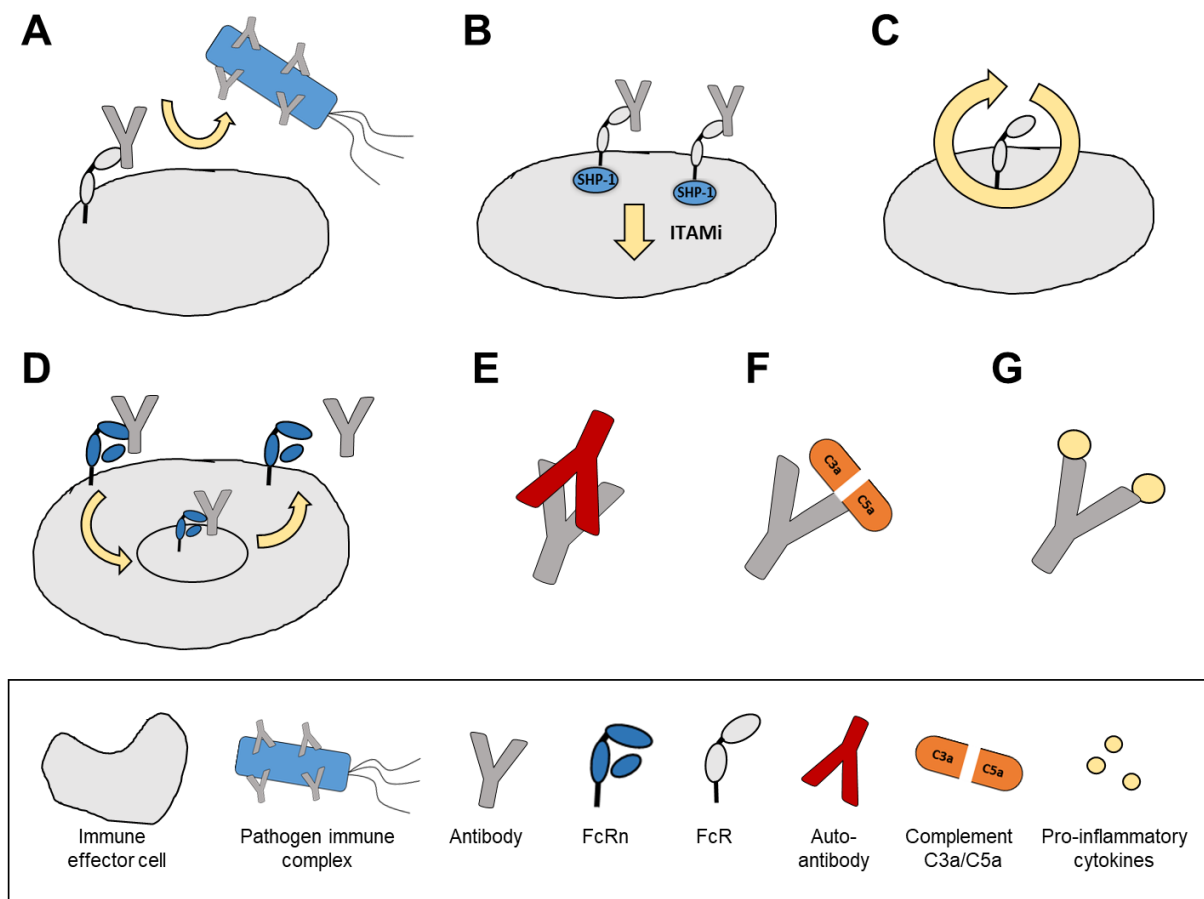 A
B
C
SHP-1
SHP-1
ITAMi
D
E
F
G
C3a
C5a
C3a
C5a
Immune
effector cell
Pathogen immune
complex
Antibody
FcRn
FcR
Auto-
antibody
Complement
C3a/C5a
Pro-inflammatory
cytokines